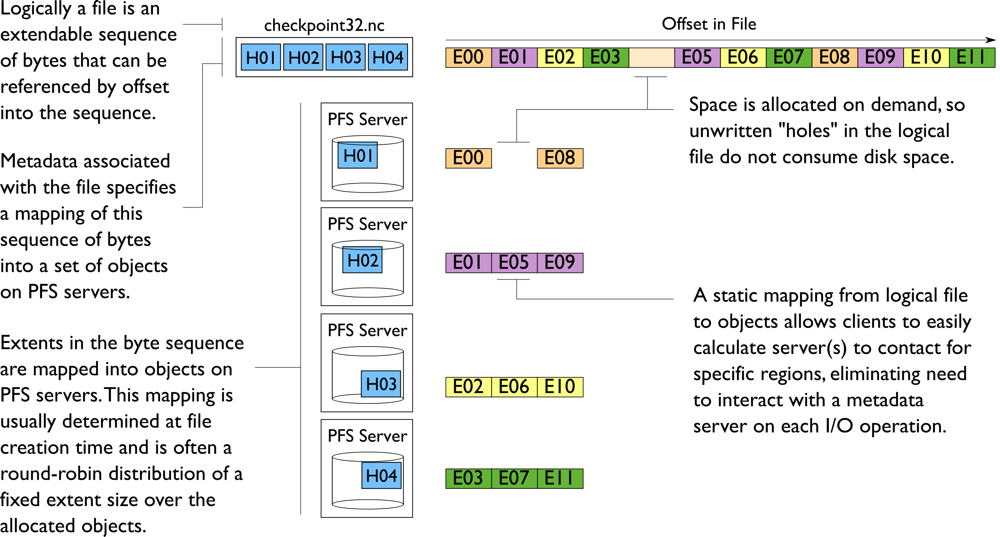 Logically a file is an
extendable sequence
of bytes that can be
referenced by offset
into the sequence.
Metadata associated
with the file specifies
a mapping of this
sequence of bytes
into a set of objects
on PFS servers.
Extents in the byte sequence
are mapped into objects on
PFS servers. This mapping is
usually determined at file
creation time and is often a
round-robin distribution of a
fixed extent size over the
allocated objects.
checkpoint32.nc
H01 H02 H03 H04
Offset in File
E00 E01 E02 E03 E05 E06 E07 E08 E09 E10 E11
PFS Server
H01
E00 E08
Space is allocated on demand, so
unwritten "holes" in the logical
file do not consume disk space.
PFS Server
H02
E01 E05 E09
A static mapping from logical file
to objects allows clients to easily
calculate server(s) to contact for
specific regions, eliminating need
to interact with a metadata
server on each I/O operation.
PFS Server
H03
E02 E06 E10
PFS Server
H04
E03 E07 E11